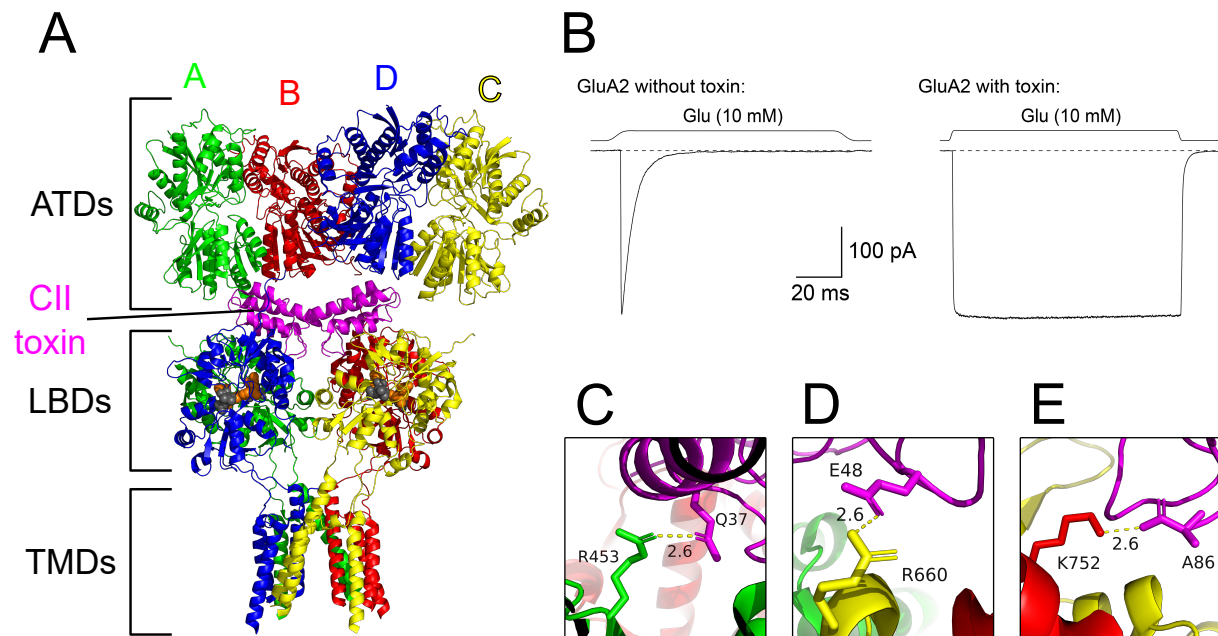 A
A
B
D
C
ATDs
CII
toxin
LBDs
TMDs
B
GluA2 without toxin:
Glu (10 mM)
GluA2 with toxin:
Glu (10 mM)
100 pA
20 ms
C
Q37
R453
2.6
D
E48
2.6
R660
E
K752
2.6
A86